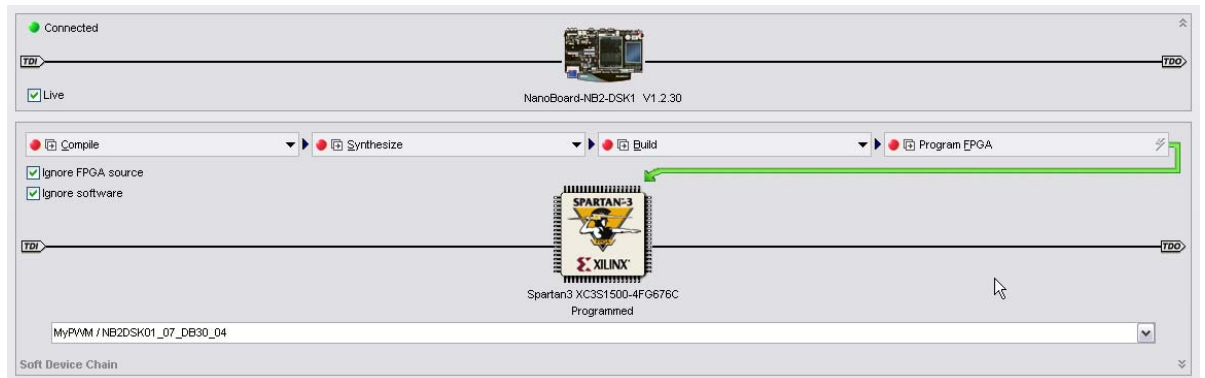 Connected
TDI
TDO
Live
NanoBoard-NB2-DSK1 V1.2.30
Compile Synthesize Build Program FPGA
Ignore FPGA source
Ignore software
SPARTAN-3
TDI
TDO
XILINX
Spartan3 XC3S1500-4FG676C
Programmed
MyPWM / NB2DSK01_07_DB30_04
Soft Device Chain